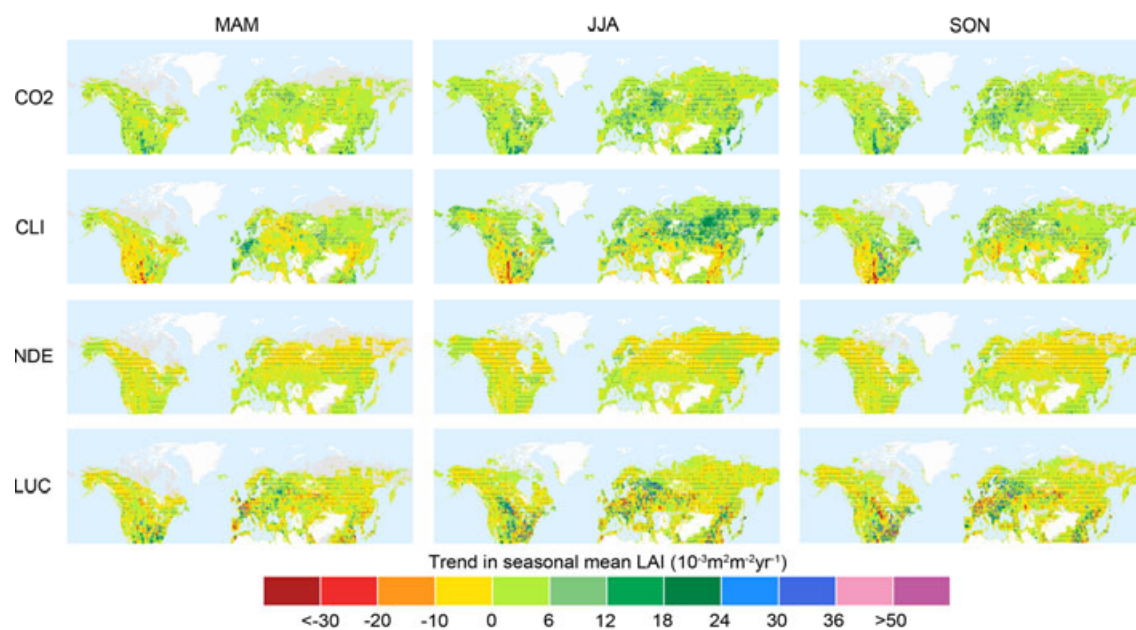 MAM JJA SON
CO2
CLI
NDE
LUC
Trend in seasonal mean LAI (10⁻³m²m⁻²yr⁻¹)
<-30 -20 -10 0 6 12 18 24 30 36 >50